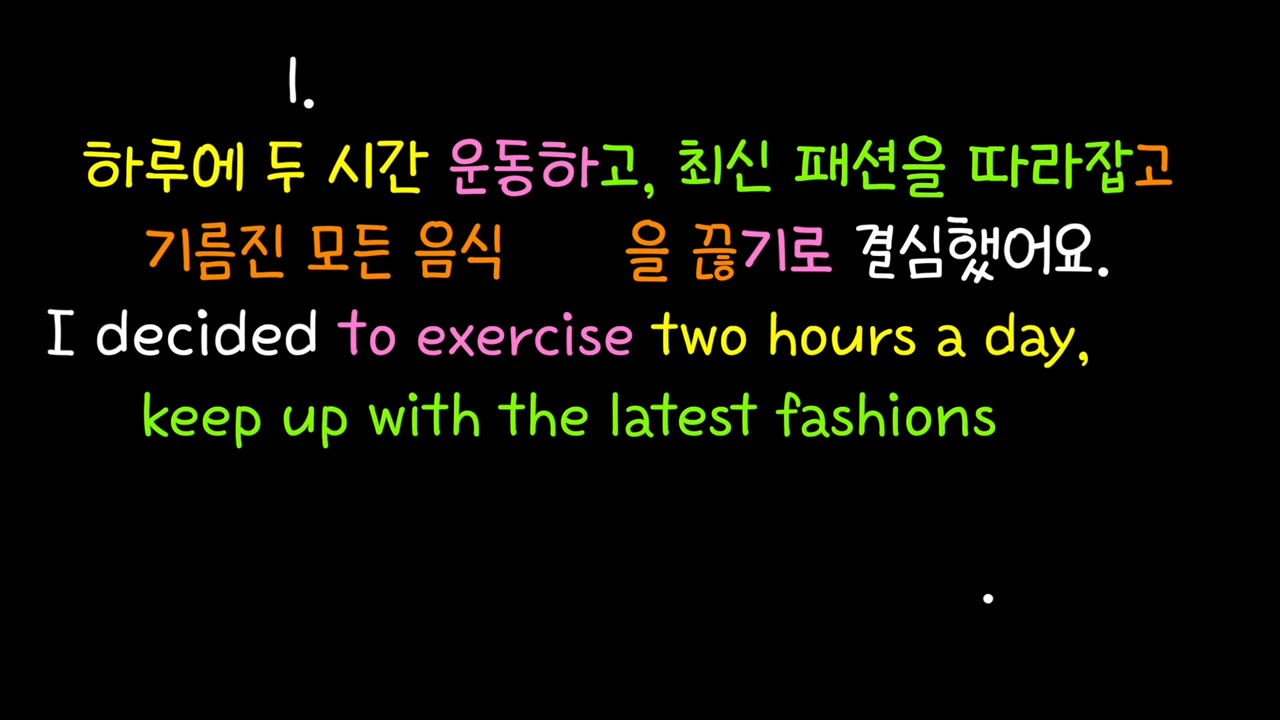 1.
하루에 두 시간 운동하고, 최신 패션을 따라잡고
기름진 모든 음식 을 끊기로 결심했어요.
I decided to exercise two hours a day,
keep up with the latest fashions
.